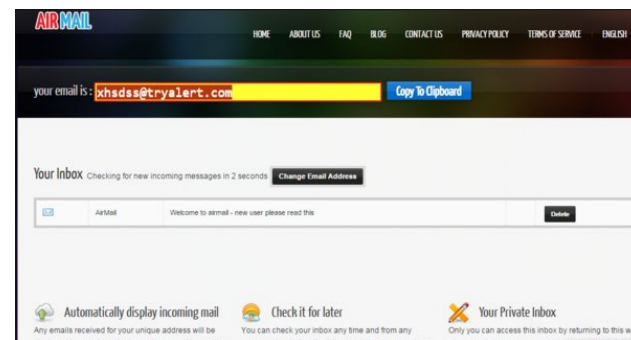 AIRMAIL
HOME ABOUT US FAQ BLOG CONTACT US PRIVACY POLICY TERMS OF SERVICE ENGLISH
your email is : xhsdss@tryalert.com Copy To Clipboard
Your Inbox Checking for new incoming messages in 2 seconds Change Email Address
AirMail Welcome to airmail - new user please read this Delete
Automatically display incoming mail Check it for later Your Private Inbox
Any emails received for your unique address will be You can check your inbox any time and from any Only you can access this inbox by returning to this w